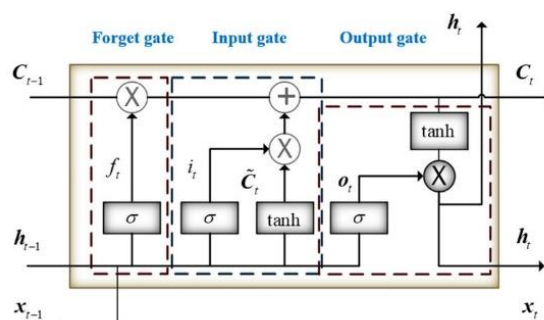 Forget gate Input gate Output gate
h_t
C_{t-1} × + C_t
tanh
f_t i_t × C̃_t o_t ×
σ σ tanh σ
h_{t-1} h_t
x_{t-1} x_t